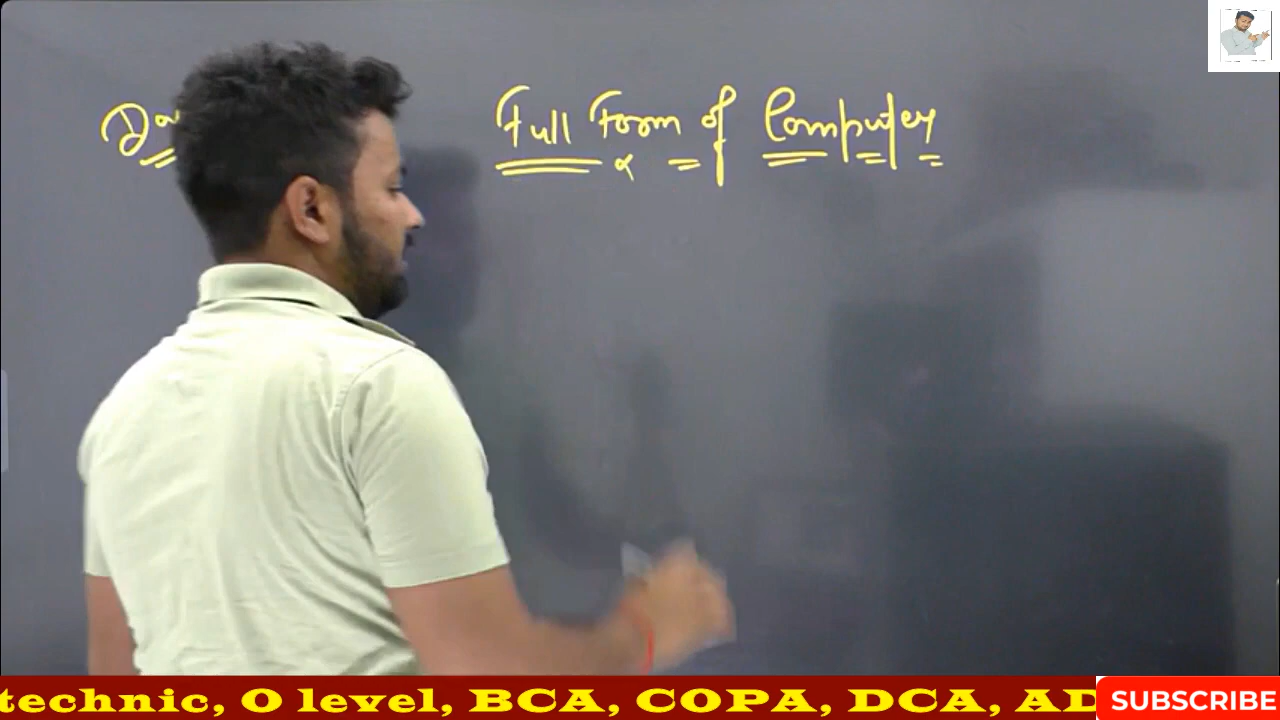 Full Form of Computer
technic, O level, BCA, COPA, DCA, AD
SUBSCRIBE